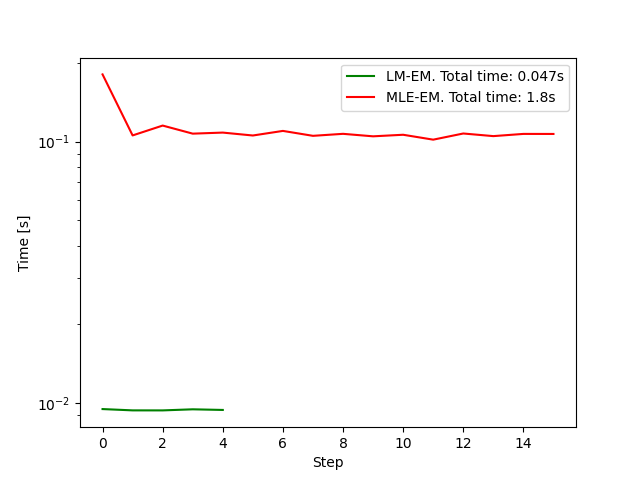 LM-EM. Total time: 0.047s
MLE-EM. Total time: 1.8s
10⁻¹
10⁻²
Time [s]
0 2 4 6 8 10 12 14
Step